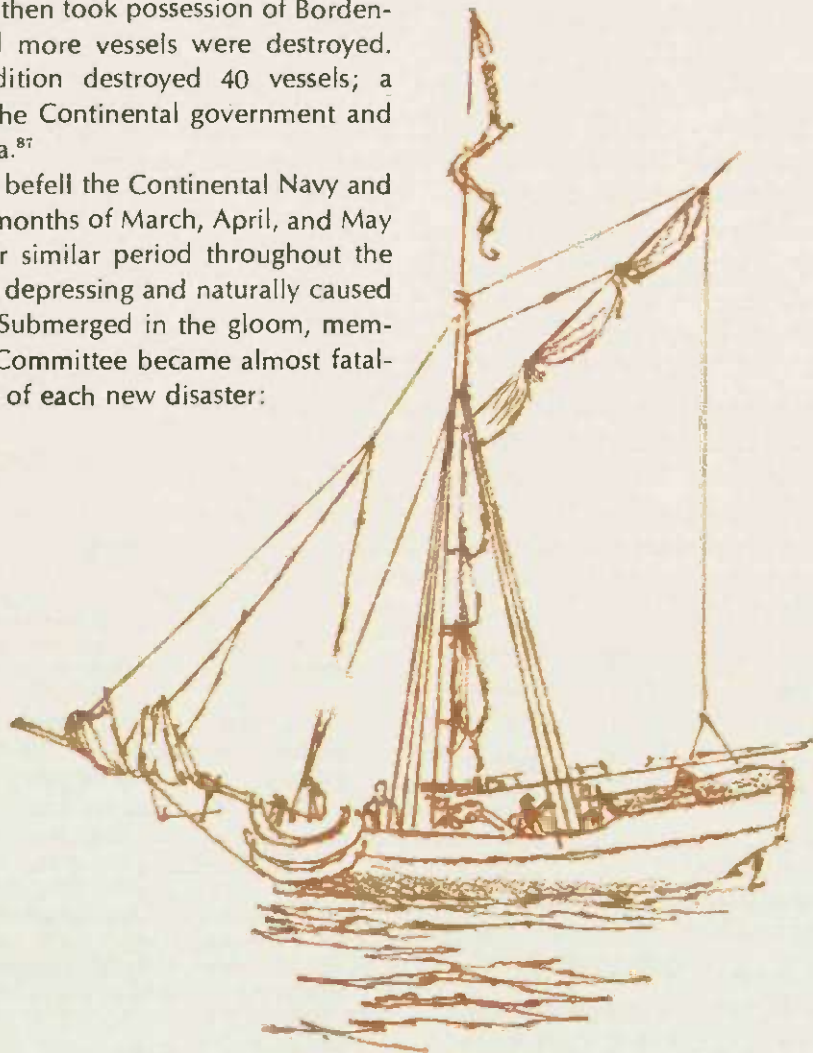 then took possession of Borden-
more vessels were destroyed.
dition destroyed 40 vessels; a
he Continental government and
a.⁸⁷
befell the Continental Navy and
months of March, April, and May
r similar period throughout the
depressing and naturally caused
Submerged in the gloom, mem-
Committee became almost fatal-
of each new disaster: